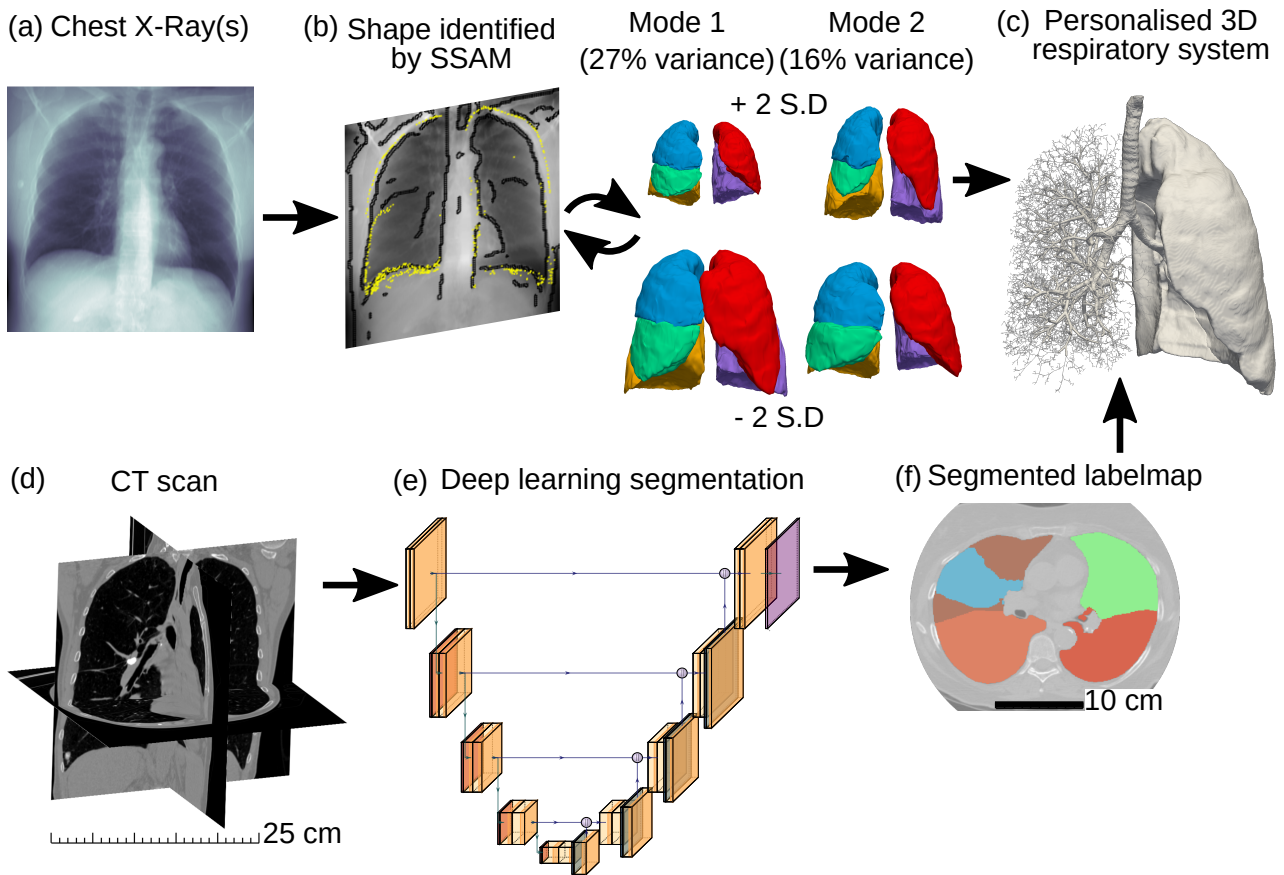 (a) Chest X-Ray(s)
(b) Shape identified
by SSAM
Mode 1
(27% variance)
Mode 2
(16% variance)
+ 2 S.D
- 2 S.D
(c) Personalised 3D
respiratory system
(d) CT scan
25 cm
(e) Deep learning segmentation
(f) Segmented labelmap
10 cm